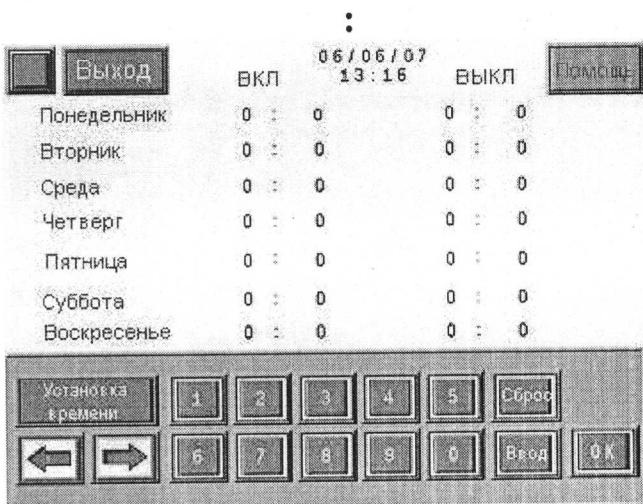 :
Выход ВКЛ 06/06/07 ВЫКЛ Помощь
13:16
Понедельник 0 : 0 0 : 0
Вторник 0 : 0 0 : 0
Среда 0 : 0 0 : 0
Четверг 0 : 0 0 : 0
Пятница 0 : 0 0 : 0
Суббота 0 : 0 0 : 0
Воскресенье 0 : 0 0 : 0
Установка
времени
1 2 3 4 5 Сброс
6 7 8 9 0 Ввод ОК